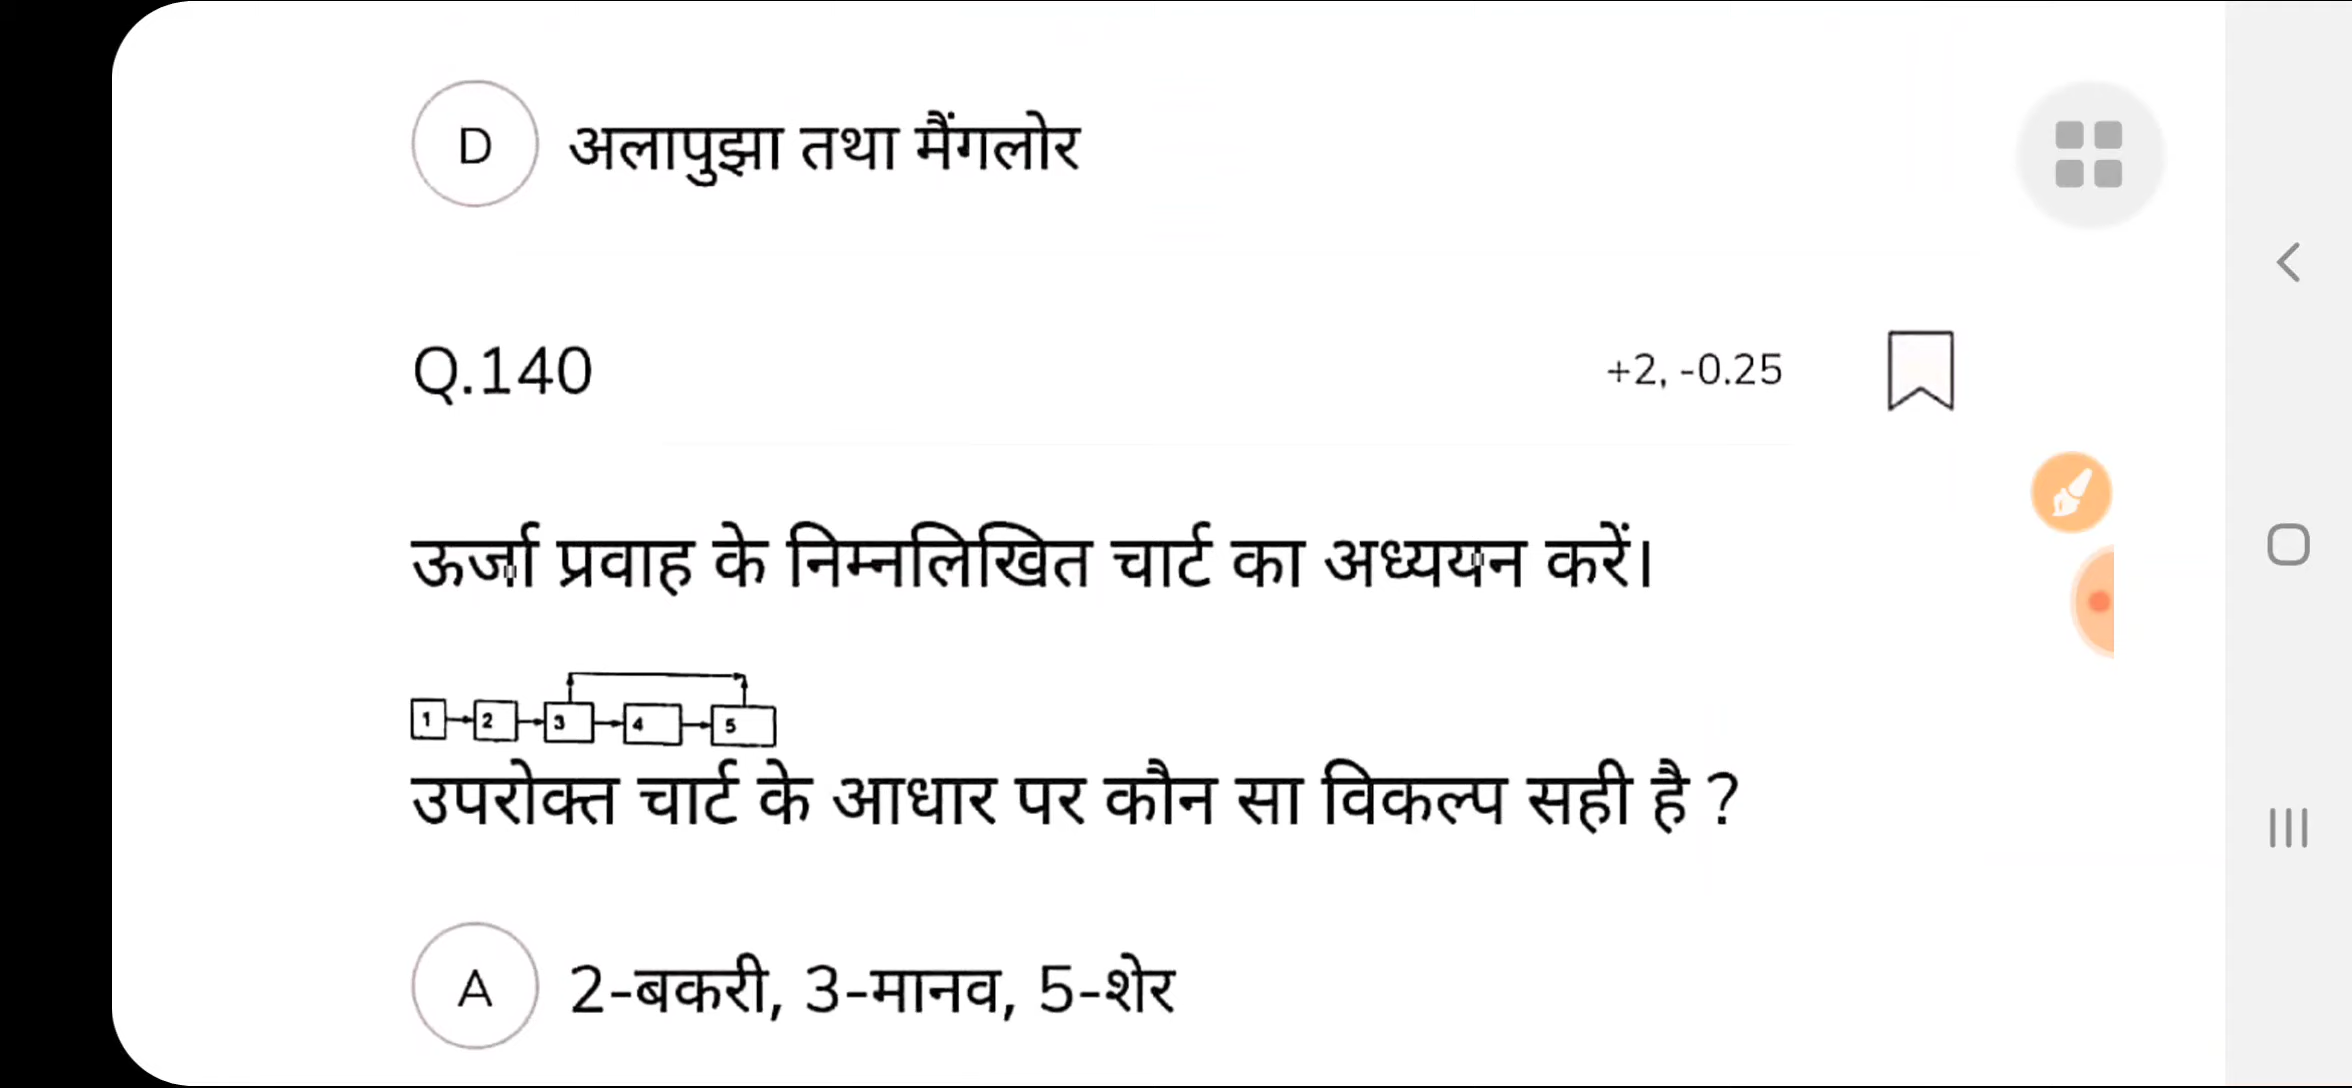 D अलापुझा तथा मैंगलोर
Q.140 +2, -0.25
ऊर्जा प्रवाह के निम्नलिखित चार्ट का अध्ययन करें।
1 2 3 4 5
उपरोक्त चार्ट के आधार पर कौन सा विकल्प सही है ?
A 2-बकरी, 3-मानव, 5-शेर